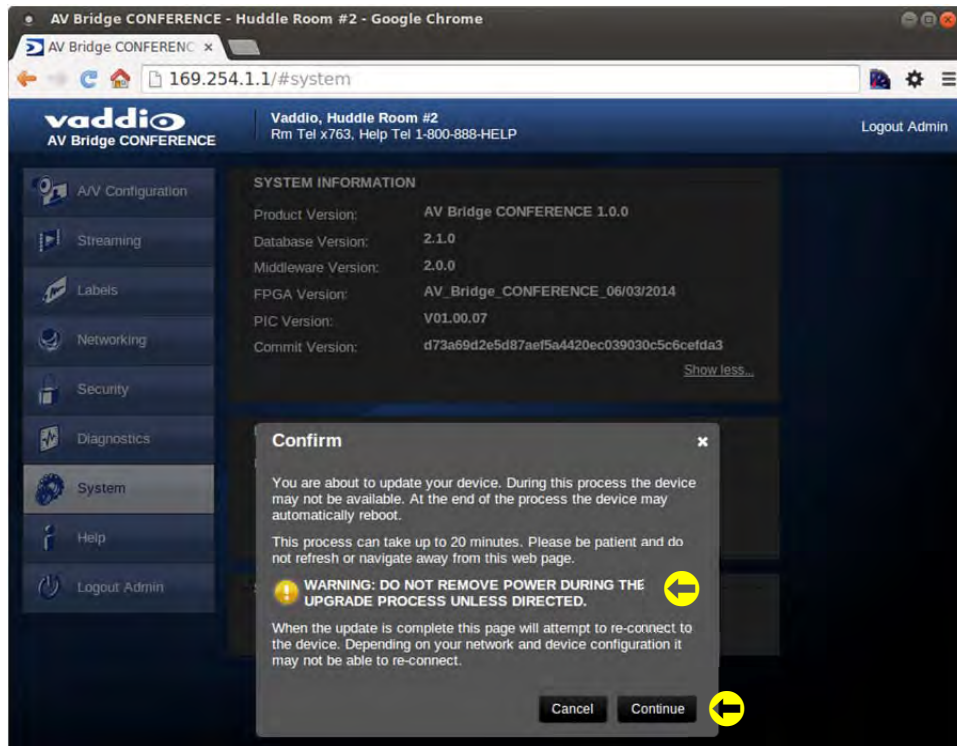 AV Bridge CONFERENCE - Huddle Room #2 - Google Chrome
AV Bridge CONFERENC
169.254.1.1/#system
vaddio
AV Bridge CONFERENCE
Vaddio, Huddle Room #2
Rm Tel x763, Help Tel 1-800-888-HELP
Logout Admin
A/V Configuration
Streaming
Labels
Networking
Security
Diagnostics
System
Help
Logout Admin
SYSTEM INFORMATION
Product Version: AV Bridge CONFERENCE 1.0.0
Database Version: 2.1.0
Middleware Version: 2.0.0
FPGA Version: AV_Bridge_CONFERENCE_06/03/2014
PIC Version: V01.00.07
Commit Version: d73a69d2e5d87aef5a4420ec039030c5c6cefda3
Show less...
Confirm
You are about to update your device. During this process the device
may not be available. At the end of the process the device may
automatically reboot.
This process can take up to 20 minutes. Please be patient and do
not refresh or navigate away from this web page.
WARNING: DO NOT REMOVE POWER DURING THE
UPGRADE PROCESS UNLESS DIRECTED.
When the update is complete this page will attempt to re-connect to
the device. Depending on your network and device configuration it
may not be able to re-connect.
Cancel
Continue